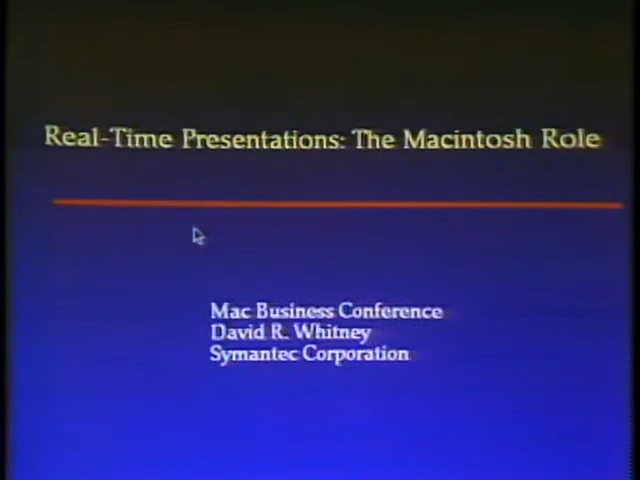 Real-Time Presentations: The Macintosh Role
Mac Business Conference
David R. Whitney
Symantec Corporation